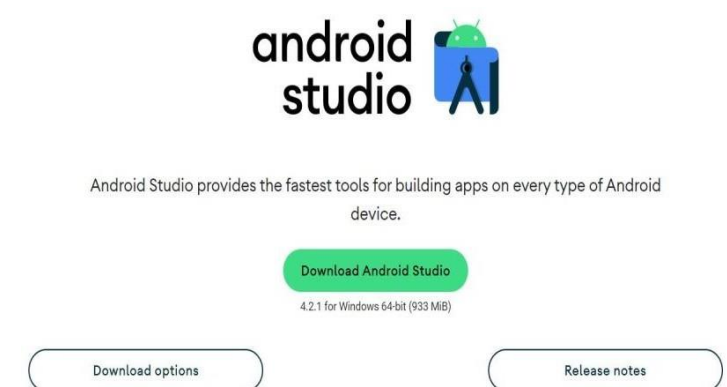 android
studio
Android Studio provides the fastest tools for building apps on every type of Android
device.
Download Android Studio
4.2.1 for Windows 64-bit (933 MiB)
Download options
Release notes